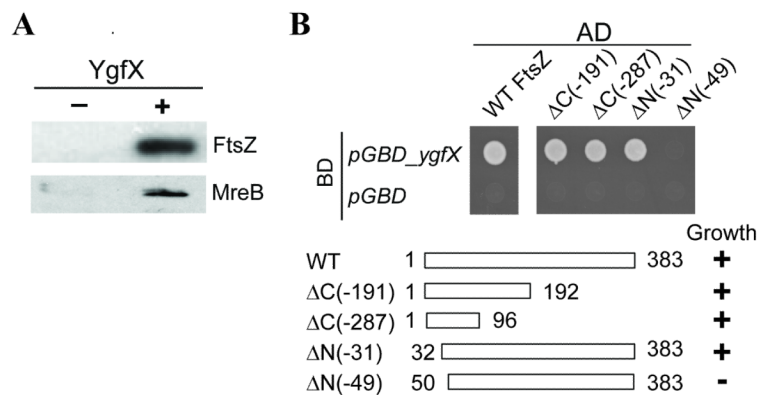 A
YgfX
- +
FtsZ
MreB
B
AD
WT FtsZ
ΔC(-191)
ΔC(-287)
ΔN(-31)
ΔN(-49)
BD
pGBD_ygfX
pGBD
Growth
WT 1 383 +
ΔC(-191) 1 192 +
ΔC(-287) 1 96 +
ΔN(-31) 32 383 +
ΔN(-49) 50 383 -